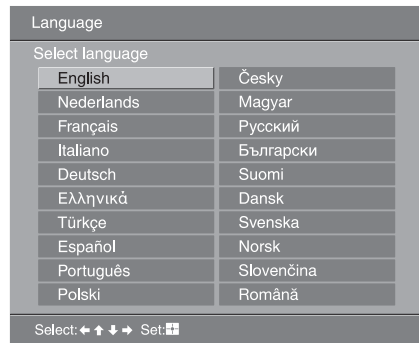 Language
Select language
English
Nederlands
Français
Italiano
Deutsch
Ελληνικά
Türkçe
Español
Português
Polski
Česky
Magyar
Русский
Български
Suomi
Dansk
Svenska
Norsk
Slovenčina
Română
Select: ← ↑ ↓ → Set: